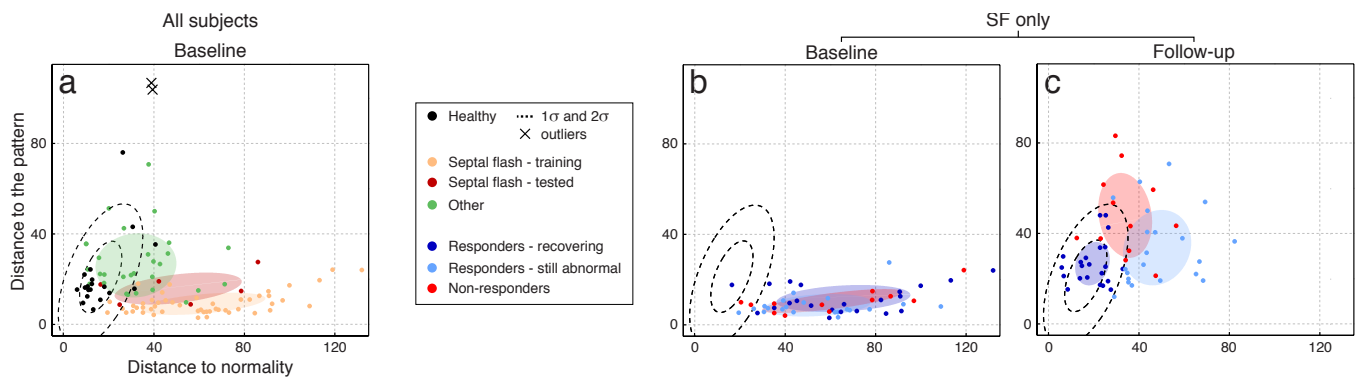 All subjects
Baseline
a
Distance to the pattern
80
40
0
0
40
80
120
Distance to normality
Healthy
1σ and 2σ
outliers
Septal flash - training
Septal flash - tested
Other
Responders - recovering
Responders - still abnormal
Non-responders
SF only
Baseline
b
80
40
0
0
40
80
120
Follow-up
c
80
40
0
0
40
80
120